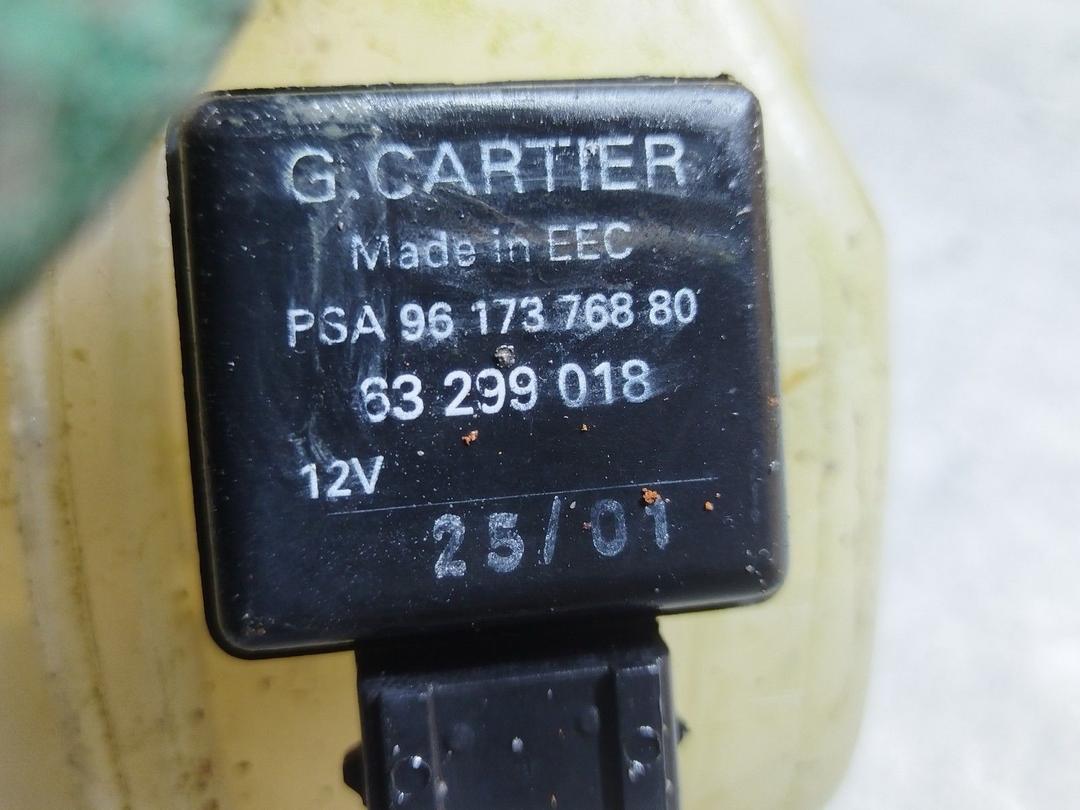 G.CARTIER
Made in EEC
PSA 96 173 768 80
63 299 018
12V
25/01